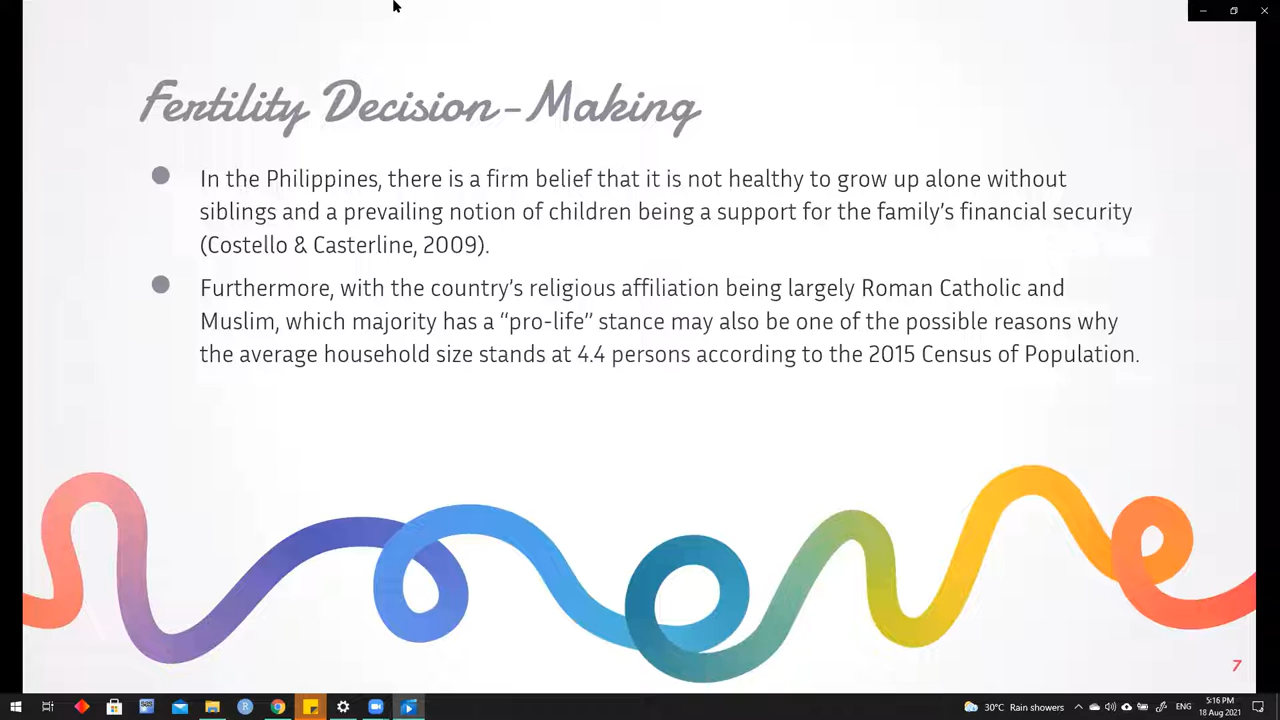 Fertility Decision-Making
In the Philippines, there is a firm belief that it is not healthy to grow up alone without
siblings and a prevailing notion of children being a support for the family's financial security
(Costello & Casterline, 2009).
Furthermore, with the country's religious affiliation being largely Roman Catholic and
Muslim, which majority has a "pro-life" stance may also be one of the possible reasons why
the average household size stands at 4.4 persons according to the 2015 Census of Population.
7
SAS
R
30°C Rain showers
ENG
5:16 PM
18 Aug 2021